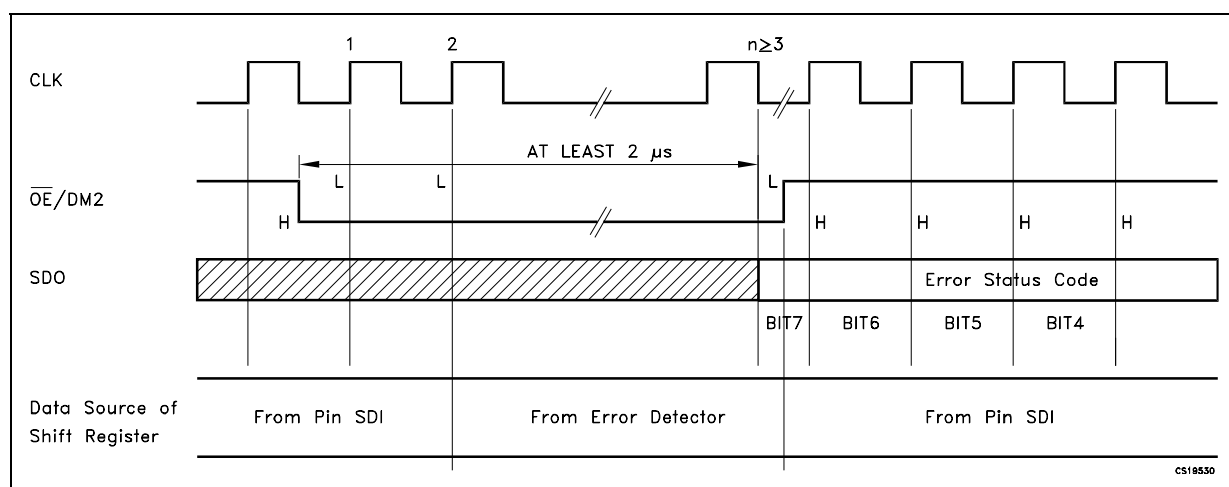 1 2 n≥3
CLK
AT LEAST 2 µs
L L L
OE/DM2
H H H H H
SDO
Error Status Code
BIT7 BIT6 BIT5 BIT4
Data Source of
Shift Register
From Pin SDI From Error Detector From Pin SDI
CS19530